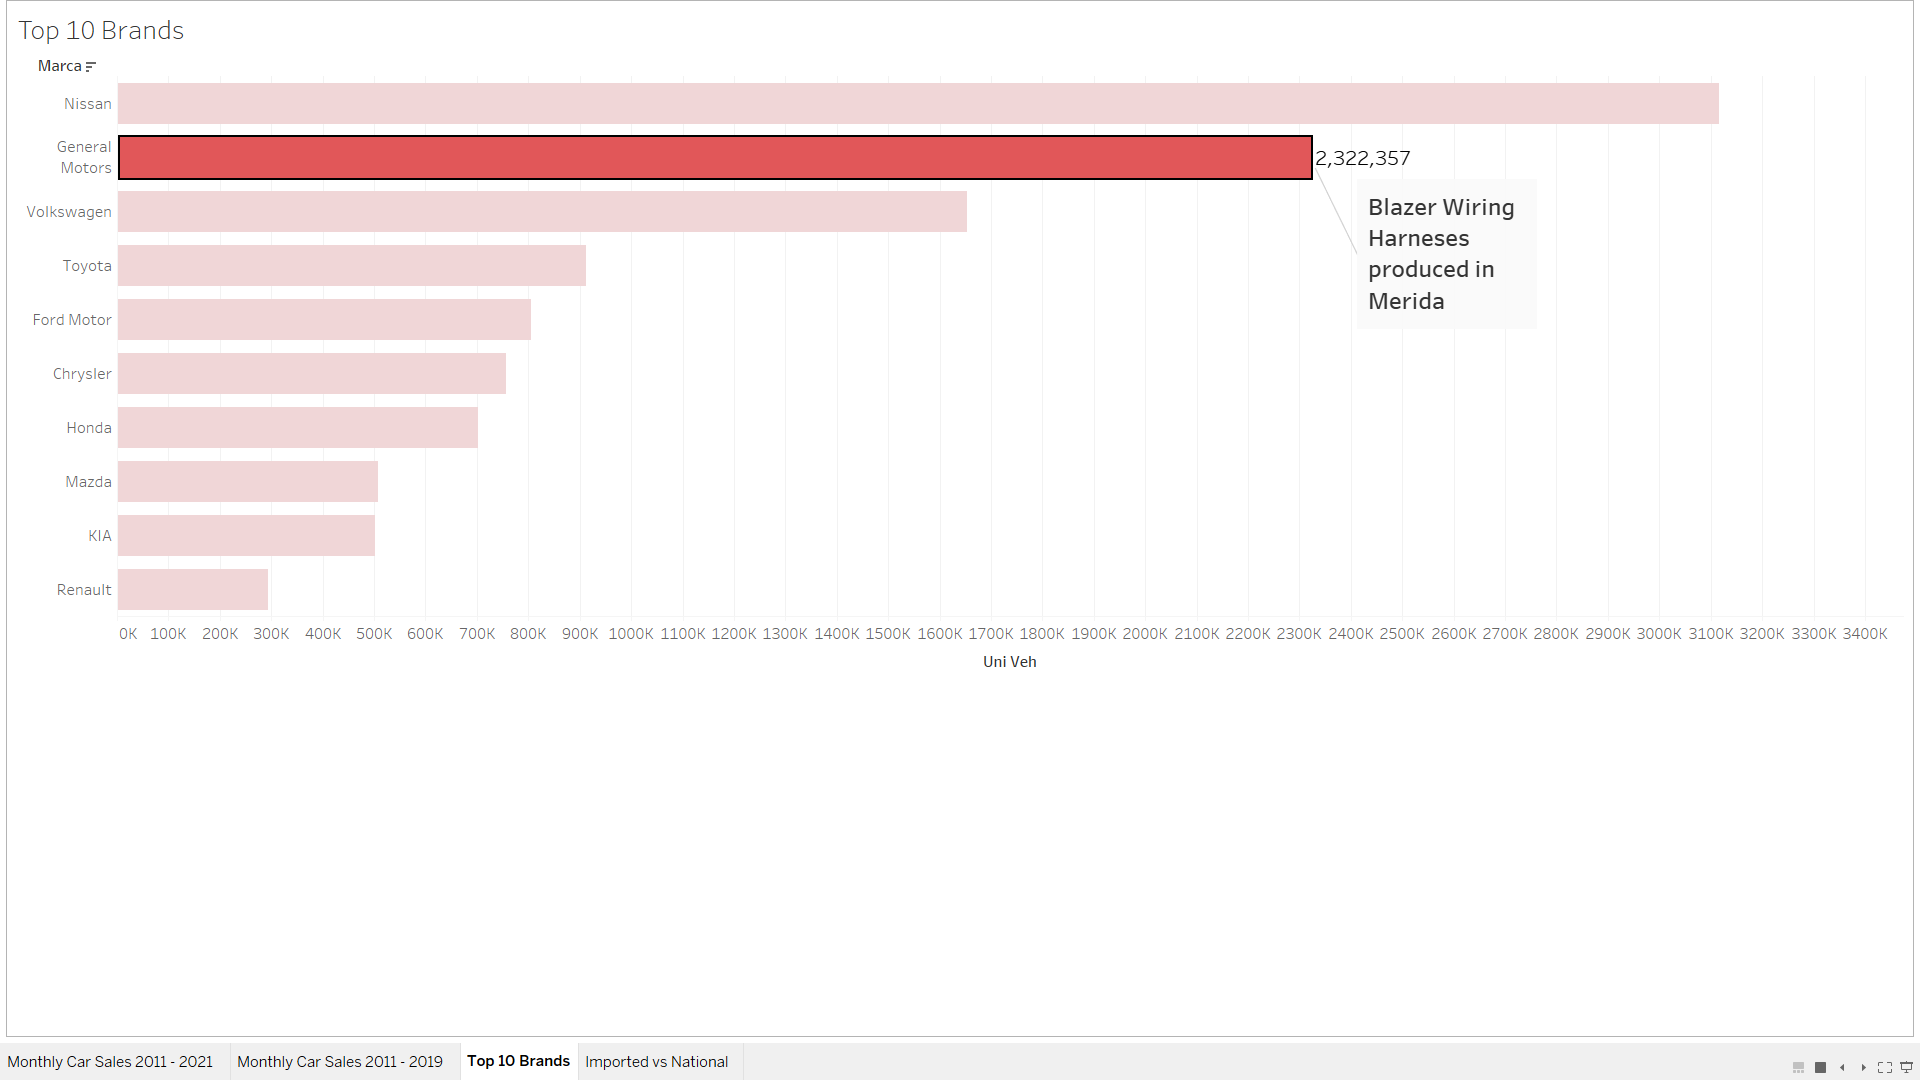 Top 10 Brands
Marca
Nissan
General
Motors
2,322,357
Volkswagen
Blazer Wiring
Harneses
produced in
Merida
Toyota
Ford Motor
Chrysler
Honda
Mazda
KIA
Renault
0K 100K 200K 300K 400K 500K 600K 700K 800K 900K 1000K 1100K 1200K 1300K 1400K 1500K 1600K 1700K 1800K 1900K 2000K 2100K 2200K 2300K 2400K 2500K 2600K 2700K 2800K 2900K 3000K 3100K 3200K 3300K 3400K
Uni Veh
Monthly Car Sales 2011 - 2021 Monthly Car Sales 2011 - 2019 Top 10 Brands Imported vs National